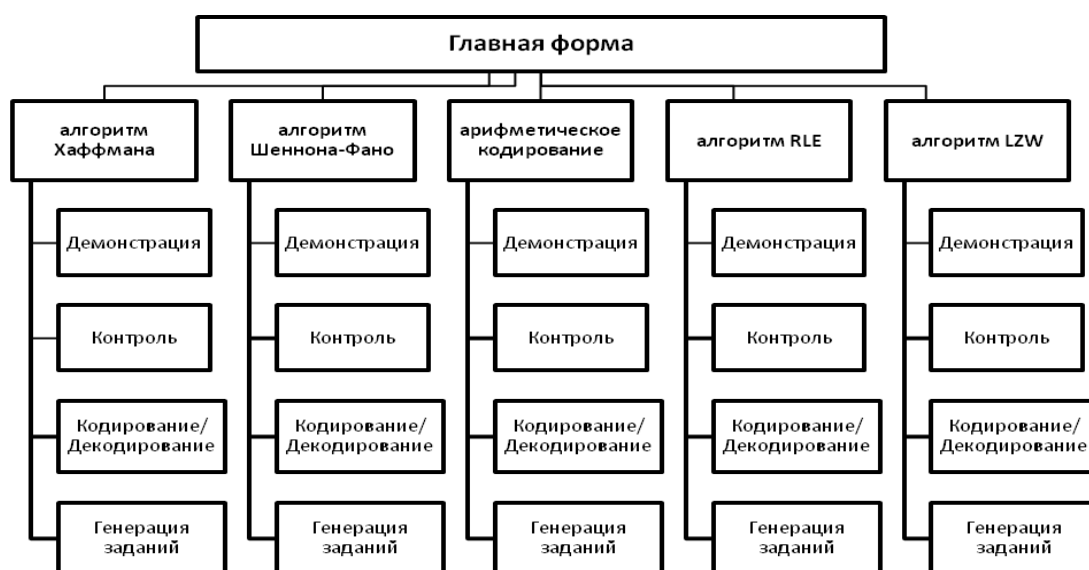 Главная форма
алгоритм
Хаффмана
алгоритм
Шеннона-Фано
арифметическое
кодирование
алгоритм RLE
алгоритм LZW
Демонстрация
Демонстрация
Демонстрация
Демонстрация
Демонстрация
Контроль
Контроль
Контроль
Контроль
Контроль
Кодирование/
Декодирование
Кодирование/
Декодирование
Кодирование/
Декодирование
Кодирование/
Декодирование
Кодирование/
Декодирование
Генерация
заданий
Генерация
заданий
Генерация
заданий
Генерация
заданий
Генерация
заданий